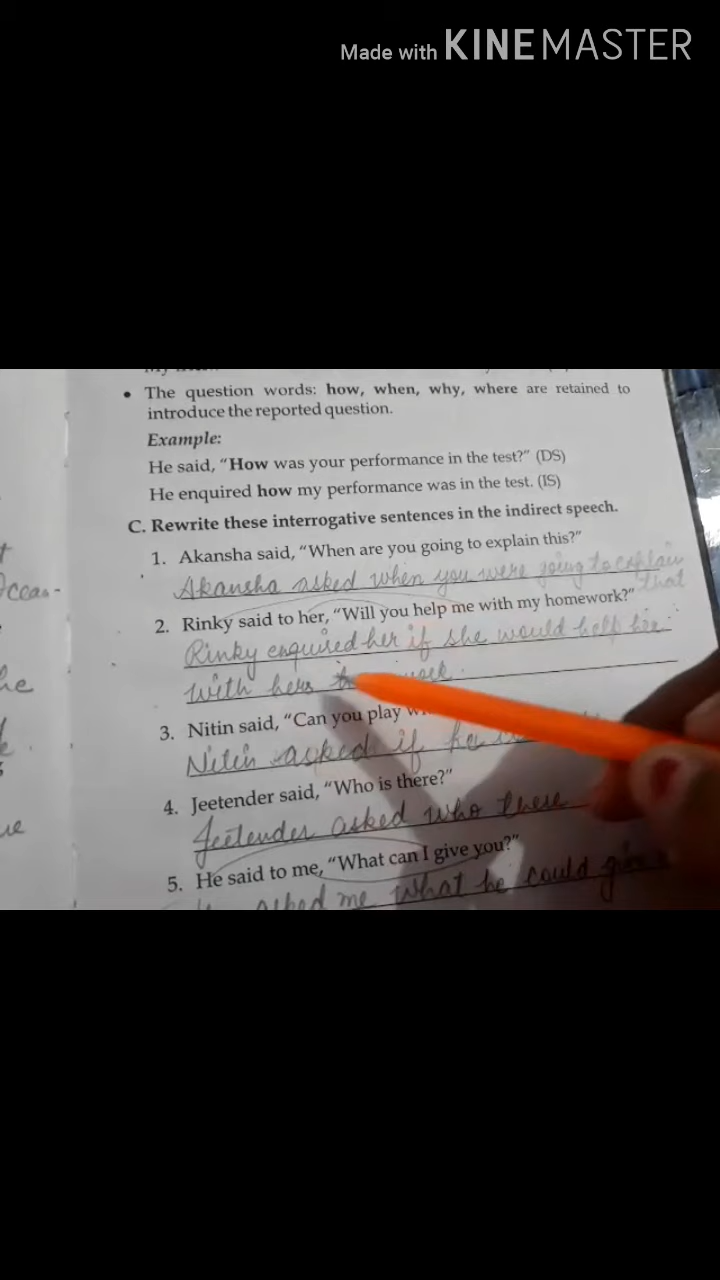 Made with KINEMASTER
• The question words: how, when, why, where are retained to
introduce the reported question.
Example:
He said, "How was your performance in the test?" (DS)
He enquired how my performance was in the test. (IS)
C. Rewrite these interrogative sentences in the indirect speech.
1. Akansha said, "When are you going to explain this?"
Akansha asked when you were going to explain
that
2. Rinky said to her, "Will you help me with my homework?"
Rinky enquired her if she would help her
with hers
3. Nitin said, "Can you play
Nitin asked if he
4. Jeetender said, "Who is there?"
Jeetender asked who there
5. He said to me, "What can I give you?"
asked me what he could give